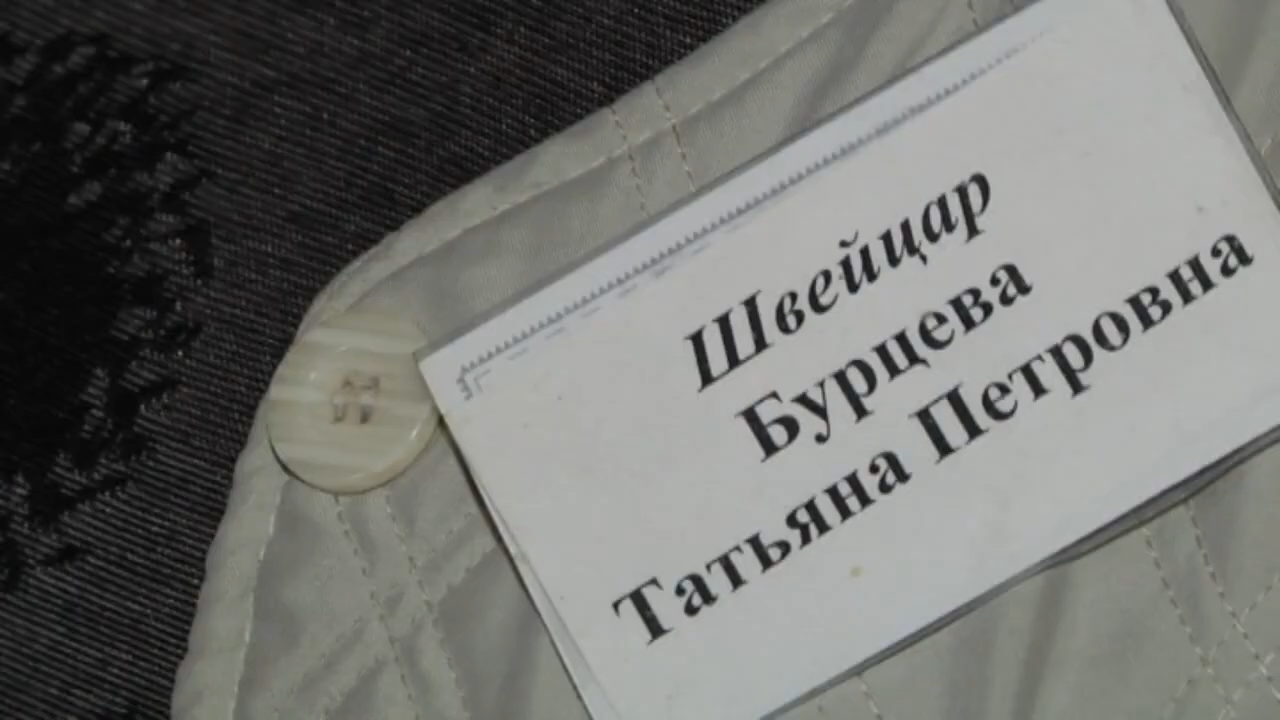 Швейцар
Бурцева
Татьяна Петровна